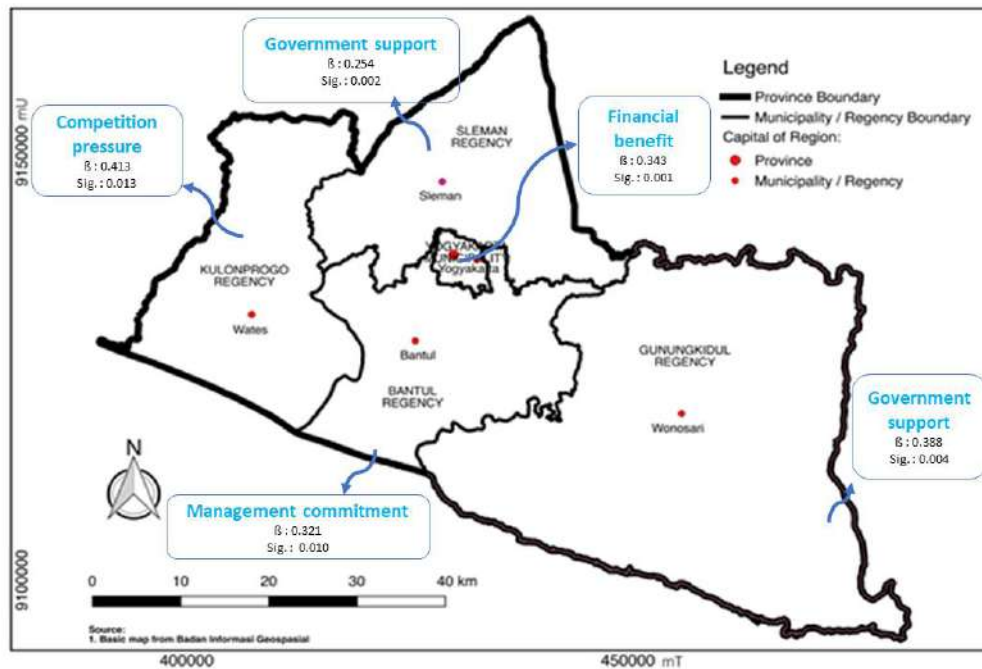 Government support
ß : 0.254
Sig. : 0.002
Competition
pressure
ß : 0.413
Sig. : 0.013
Financial
benefit
ß : 0.343
Sig. : 0.001
Legend
Province Boundary
Municipality / Regency Boundary
Capital of Region:
Province
Municipality / Regency
9150000 mU
SLEMAN
REGENCY
Sleman
YOGYAKARTA
MUNICIPALITY
Yogyakarta
KULONPROGO
REGENCY
Wates
Bantul
BANTUL
REGENCY
GUNUNGKIDUL
REGENCY
Wonosari
Government
support
ß : 0.388
Sig. : 0.004
N
Management commitment
ß : 0.321
Sig. : 0.010
9100000
0 10 20 30 40 km
Source:
1. Basic map from Badan Informasi Geospasial
400000
450000 mT